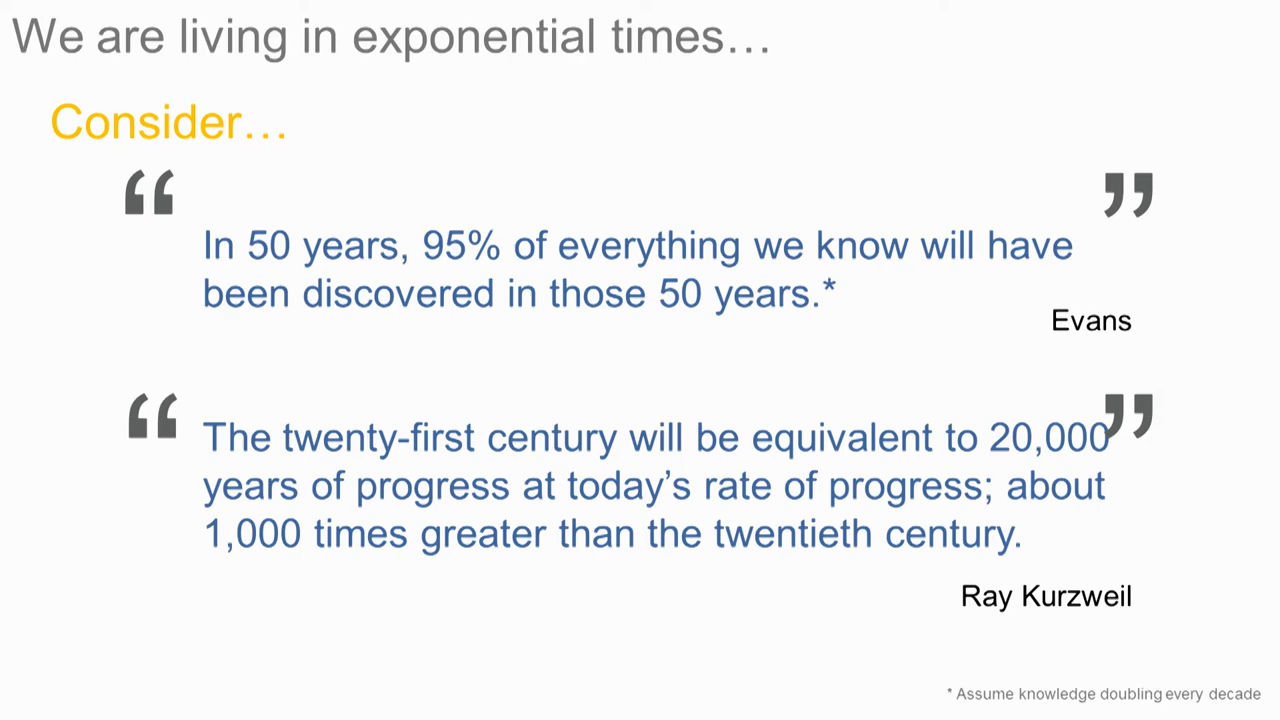 We are living in exponential times…
Consider…
“ ”
In 50 years, 95% of everything we know will have
been discovered in those 50 years.*
Evans
“ ”
The twenty-first century will be equivalent to 20,000
years of progress at today’s rate of progress; about
1,000 times greater than the twentieth century.
Ray Kurzweil
* Assume knowledge doubling every decade